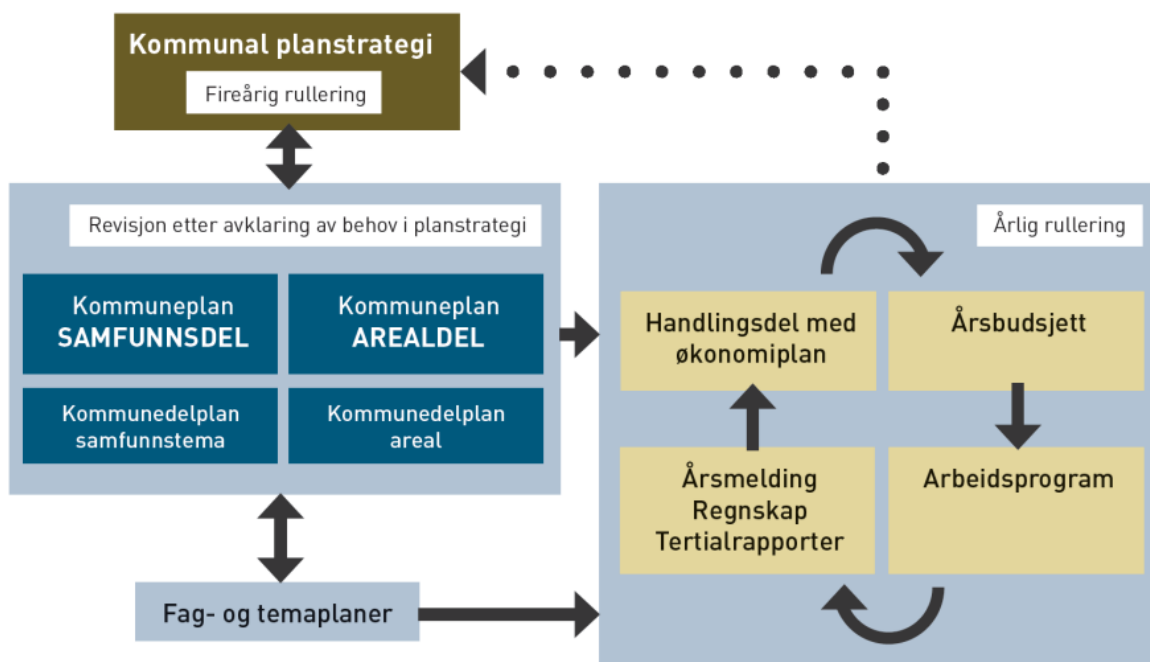 Kommunal planstrategi
Fireårig rullering
Revisjon etter avklaring av behov i planstrategi
Kommuneplan
SAMFUNNSDEL
Kommuneplan
AREALDEL
Kommunedelplan
samfunnstema
Kommunedelplan
areal
Fag- og temaplaner
Årlig rullering
Handlingsdel med
økonomiplan
Årsbudsjett
Årsmelding
Regnskap
Tertialrapporter
Arbeidsprogram